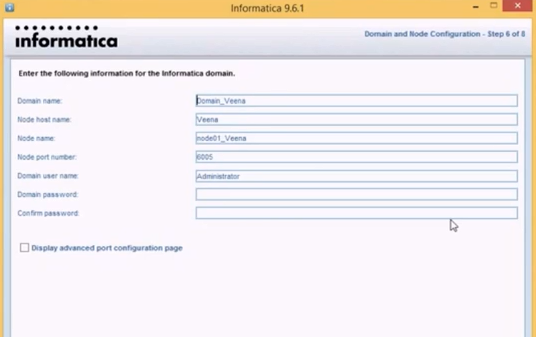 Informatica 9.6.1
informatica
Domain and Node Configuration - Step 6 of 8
Enter the following information for the Informatica domain.
Domain name: Domain_Veena
Node host name: Veena
Node name: node01_Veena
Node port number: 6005
Domain user name: Administrator
Domain password:
Confirm password:
Display advanced port configuration page